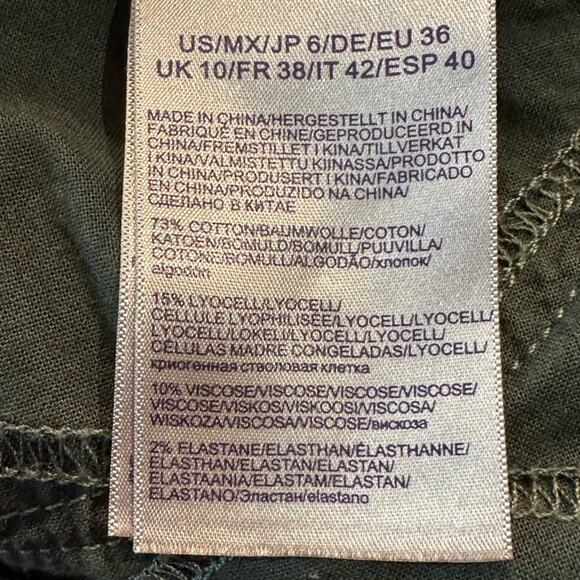 US/MX/JP 6/DE/EU 36
UK 10/FR 38/IT 42/ESP 40
MADE IN CHINA/HERGESTELLT IN CHINA/
FABRIQUÉ EN CHINE/GEPRODUCEERD IN
CHINA/FREMSTILLET I KINA/TILLVERKAT
I KINA/VALMISTETTU KIINASSA/PRODOTTO
IN CHINA/PRODUSERT I KINA/FABRICADO
EN CHINA/PRODUZIDO NA CHINA/
СДЕЛАНО В КИТАЕ
73% COTTON/BAUMWOLLE/COTON/
KATOEN/BOMULD/BOMULL/PUUVILLA/
COTONE/BOMULL/ALGODÃO/хлопок/
algodón
15% LYOCELL/LYOCELL/
CELLULE LYOPHILISÉE/LYOCELL/LYOCELL/
LYOCELL/LOKELI/LYOCELL/LYOCELL/
CÉLULAS MADRE CONGELADAS/LYOCELL/
криогенная стволовая клетка
10% VISCOSE/VISCOSE/VISCOSE/VISCOSE/
VISCOSE/VISKOS/VISKOOSI/VISCOSA/
WISKOZA/VISCOSA/VISCOSE/вискоза
2% ELASTANE/ELASTHAN/ÉLASTHANNE/
ELASTHAN/ELASTAN/ELASTAN/
ELASTAANIA/ELASTAM/ELASTAN/
ELASTANO/Эластан/elastano